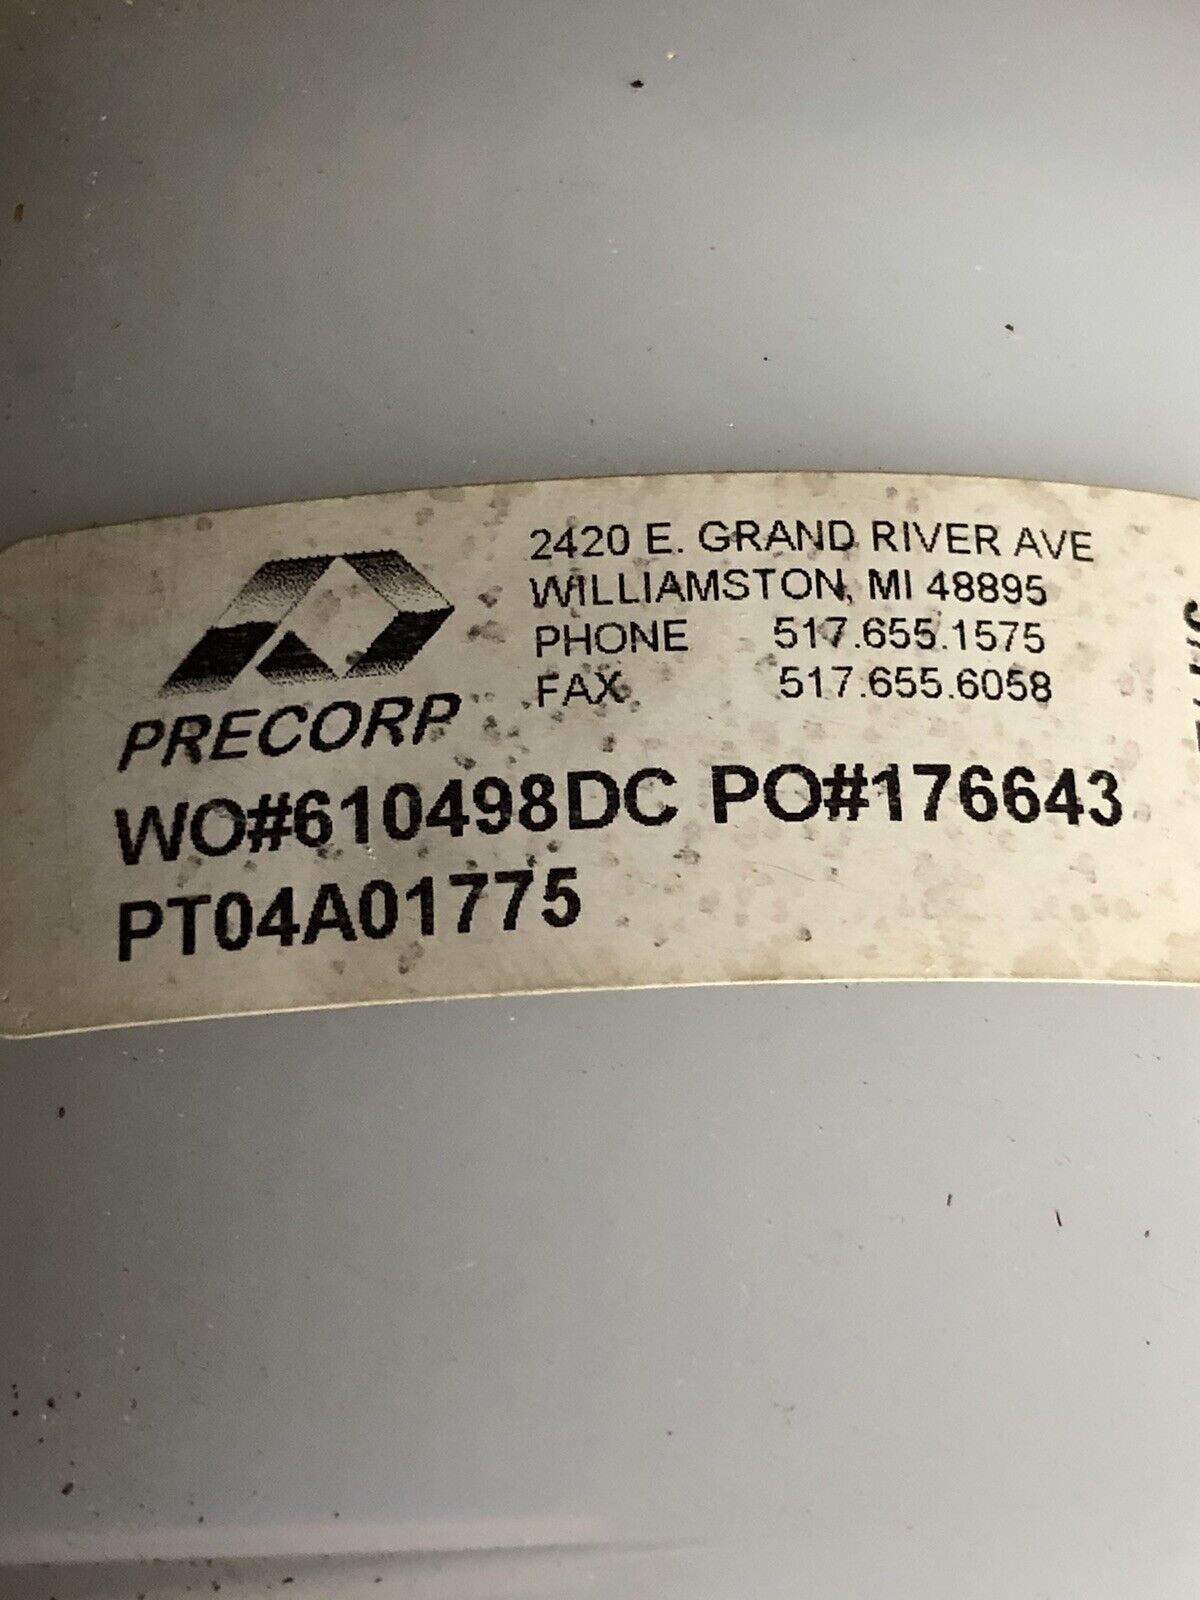 2420 E. GRAND RIVER AVE
WILLIAMSTON, MI 48895
PHONE 517.655.1575
FAX 517.655.6058
PRECORP
WO#610498DC PO#176643
PT04A01775